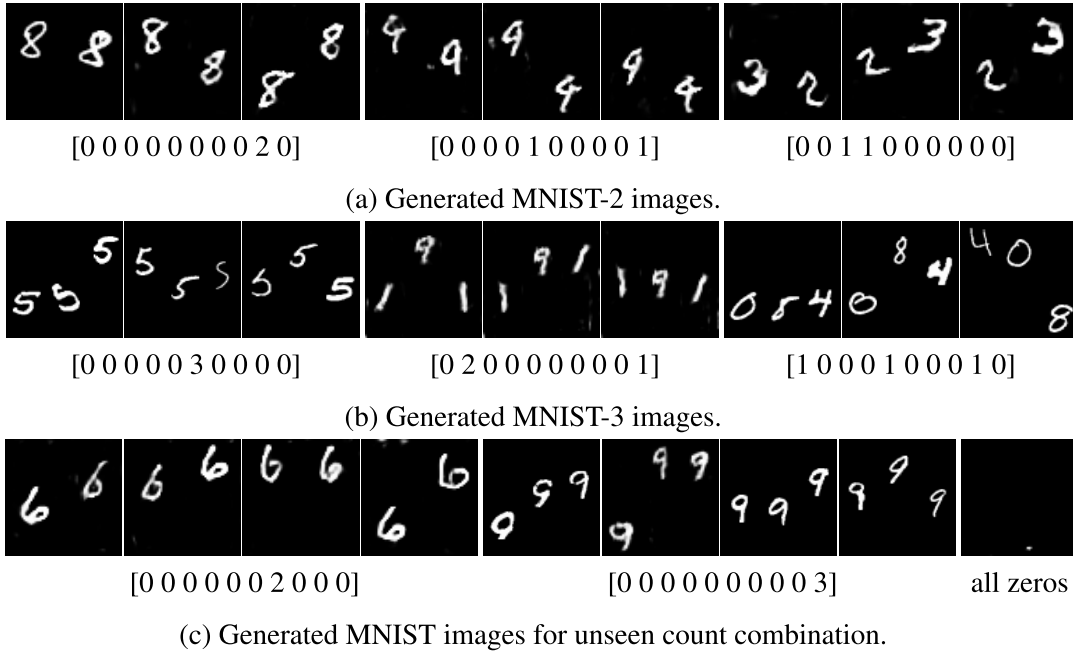 [0 0 0 0 0 0 0 0 2 0] [0 0 0 0 1 0 0 0 0 1] [0 0 1 1 0 0 0 0 0 0]
(a) Generated MNIST-2 images.
[0 0 0 0 0 3 0 0 0 0] [0 2 0 0 0 0 0 0 0 1] [1 0 0 0 1 0 0 0 1 0]
(b) Generated MNIST-3 images.
[0 0 0 0 0 0 2 0 0 0] [0 0 0 0 0 0 0 0 0 3] all zeros
(c) Generated MNIST images for unseen count combination.